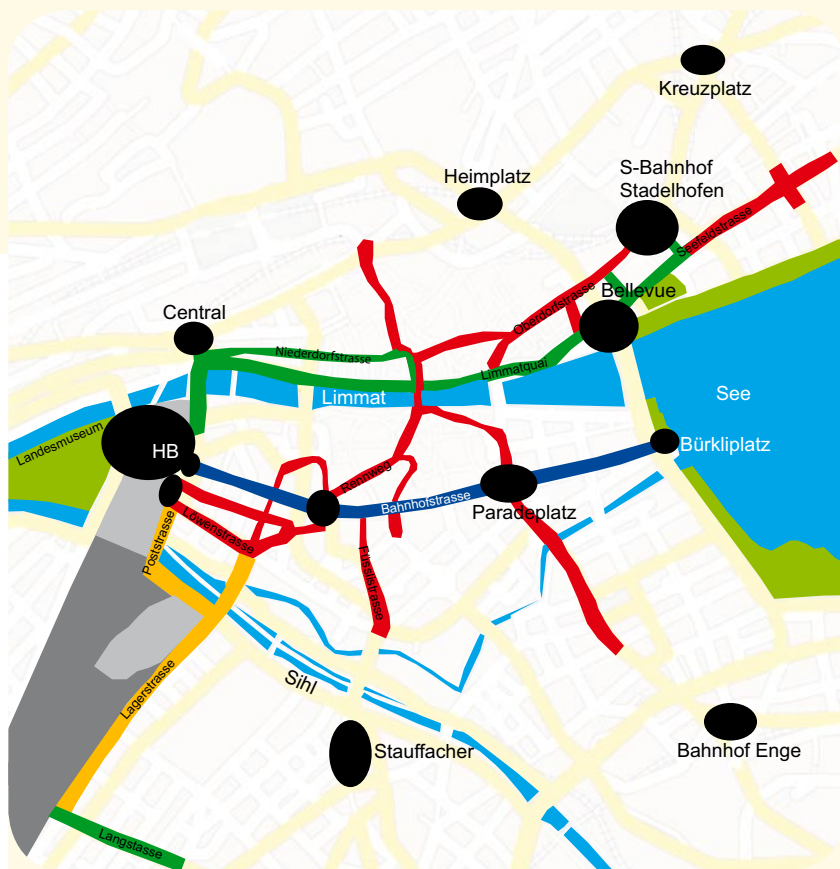 Kreuzplatz
S-Bahnhof
Stadelhofen
Heimplatz
Seefeldstrasse
Bellevue
Oberdorfstrasse
Central
Niederdorfstrasse
Limmatquai
Limmat
See
Landesmuseum
HB
Bürkliplatz
Rennweg
Bahnhofstrasse
Paradeplatz
Löwenstrasse
Poststrasse
Füsslistrasse
Sihl
Lagerstrasse
Stauffacher
Bahnhof Enge
Langstasse